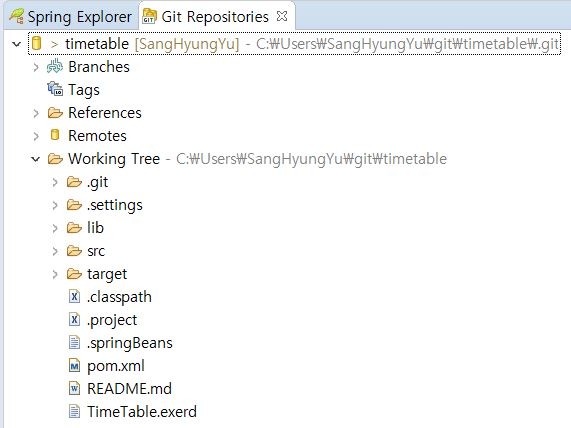 Spring Explorer Git Repositories
> timetable [SangHyungYu] - C:₩Users₩SangHyungYu₩git₩timetable₩.git
Branches
Tags
References
Remotes
Working Tree - C:₩Users₩SangHyungYu₩git₩timetable
.git
.settings
lib
src
target
.classpath
.project
.springBeans
pom.xml
README.md
TimeTable.exerd